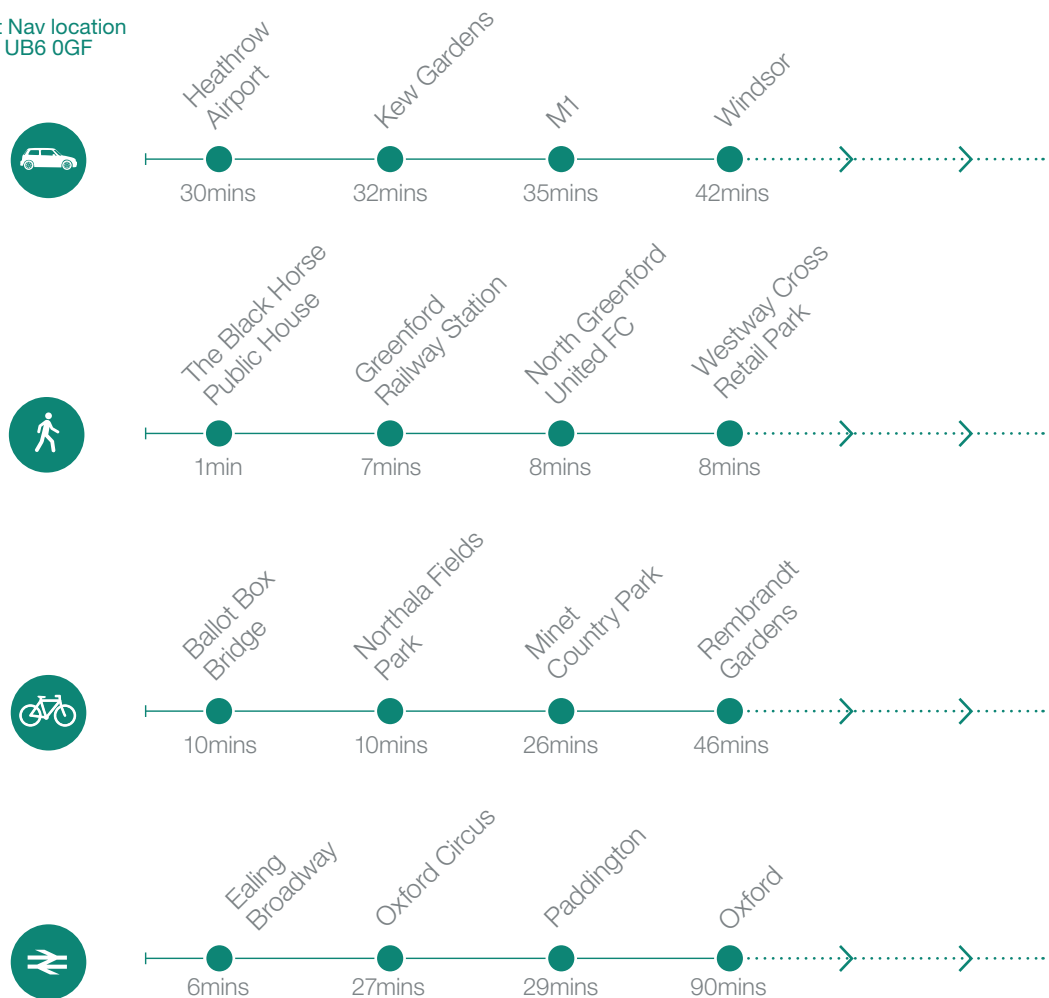 t Nav location
UB6 0GF
Heathrow
Airport
Kew Gardens
M1
Windsor
30mins
32mins
35mins
42mins
The Black Horse
Public House
Greenford
Railway Station
North Greenford
United FC
Westway Cross
Retail Park
1min
7mins
8mins
8mins
Ballot Box
Bridge
Northala Fields
Park
Minet
Country Park
Rembrandt
Gardens
10mins
10mins
26mins
46mins
Ealing
Broadway
Oxford Circus
Paddington
Oxford
6mins
27mins
29mins
90mins